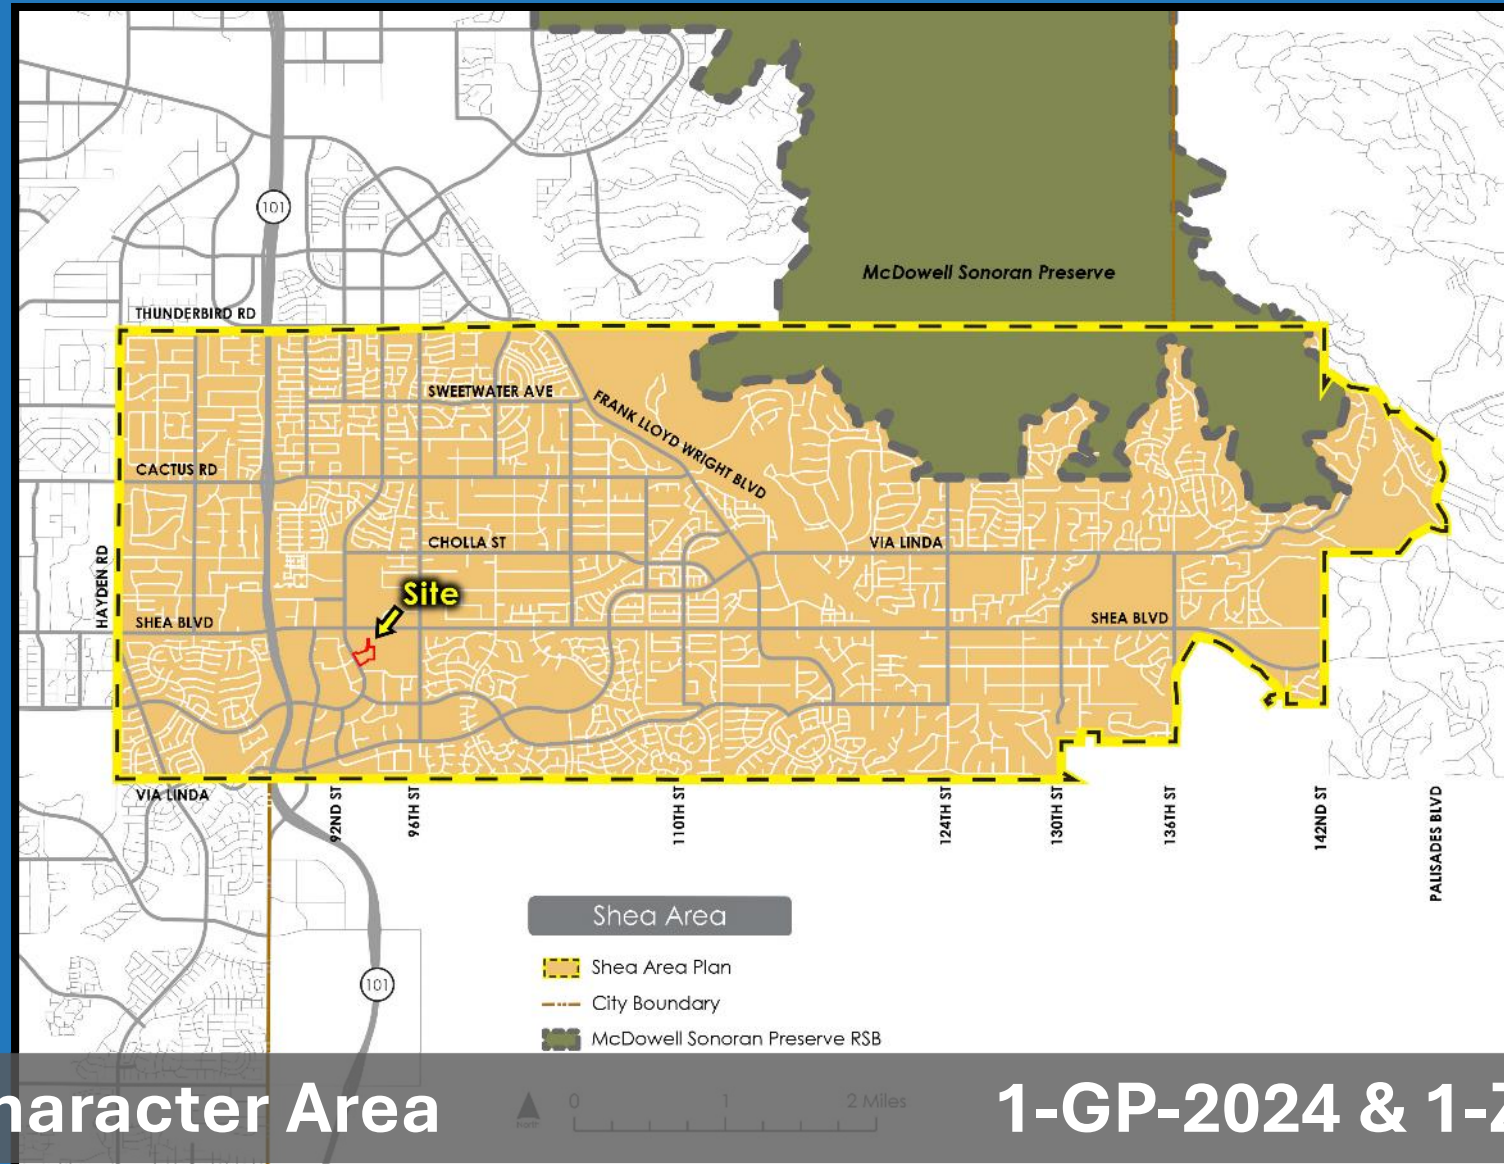 101
McDowell Sonoran Preserve
THUNDERBIRD RD
SWEETWATER AVE
FRANK LLOYD WRIGHT BLVD
CACTUS RD
CHOLLA ST
VIA LINDA
HAYDEN RD
Site
SHEA BLVD
SHEA BLVD
VIA LINDA
92ND ST
96TH ST
110TH ST
124TH ST
130TH ST
136TH ST
142ND ST
PALISADES BLVD
101
Shea Area
Shea Area Plan
City Boundary
McDowell Sonoran Preserve RSB
haracter Area
north
0 1 2 Miles
1-GP-2024 & 1-Z